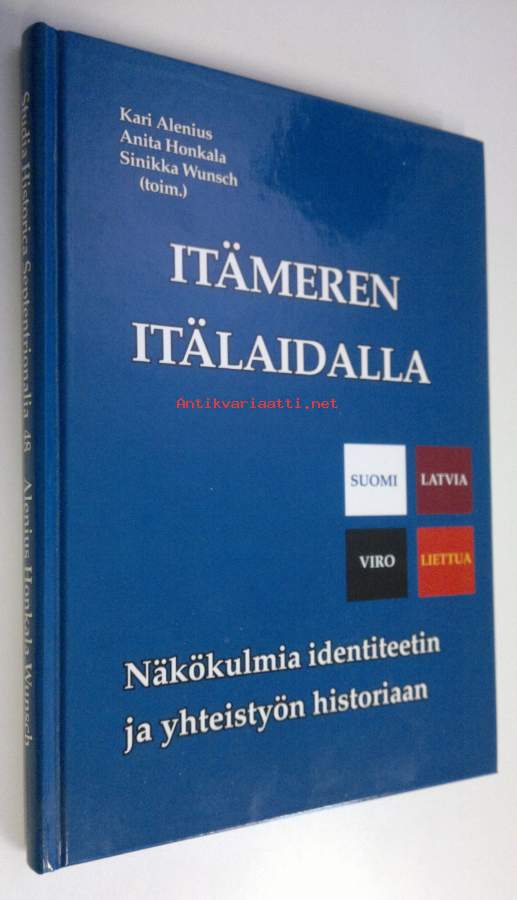 Kari Alenius
Anita Honkala
Sinikka Wunsch
(toim.)
ITÄMEREN
ITÄLAIDALLA
Antikvariaatti.net
SUOMI LATVIA
VIRO LIETTUA
Näkökulmia identiteetin
ja yhteistyön historiaan
Studia Historica Septentrionalia 48 Alenius Honkala Wunsch